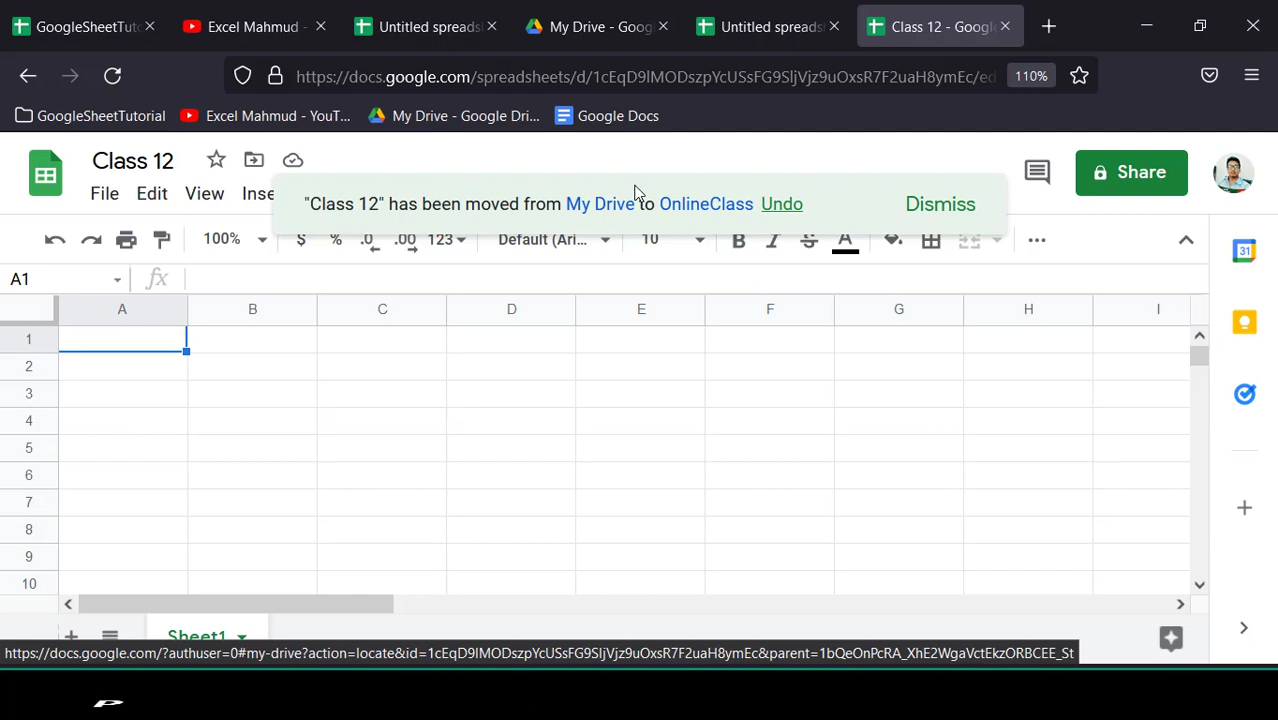 GoogleSheetTuto
Excel Mahmud -
Untitled spreads
My Drive - Goog
Untitled spreads
Class 12 - Google
https://docs.google.com/spreadsheets/d/1cEqD9lMODszpYcUSsFG9SljVjz9uOxsR7F2uaH8ymEc/ed
110%
GoogleSheetTutorial
Excel Mahmud - YouT...
My Drive - Google Dri...
Google Docs
Class 12
File Edit View Inse
"Class 12" has been moved from My Drive to OnlineClass Undo
Dismiss
Share
100% $ % .0 .00 123 Default (Ari... 10 B I S A
31
A1 fx
A B C D E F G H I
1
2
3
4
5
6
7
8
9
10
Sheet1
https://docs.google.com/?authuser=0#my-drive?action=locate&id=1cEqD9lMODszpYcUSsFG9SljVjz9uOxsR7F2uaH8ymEc&parent=1bQeOnPcRA_XhE2WgaVctEkzORBCEE_St